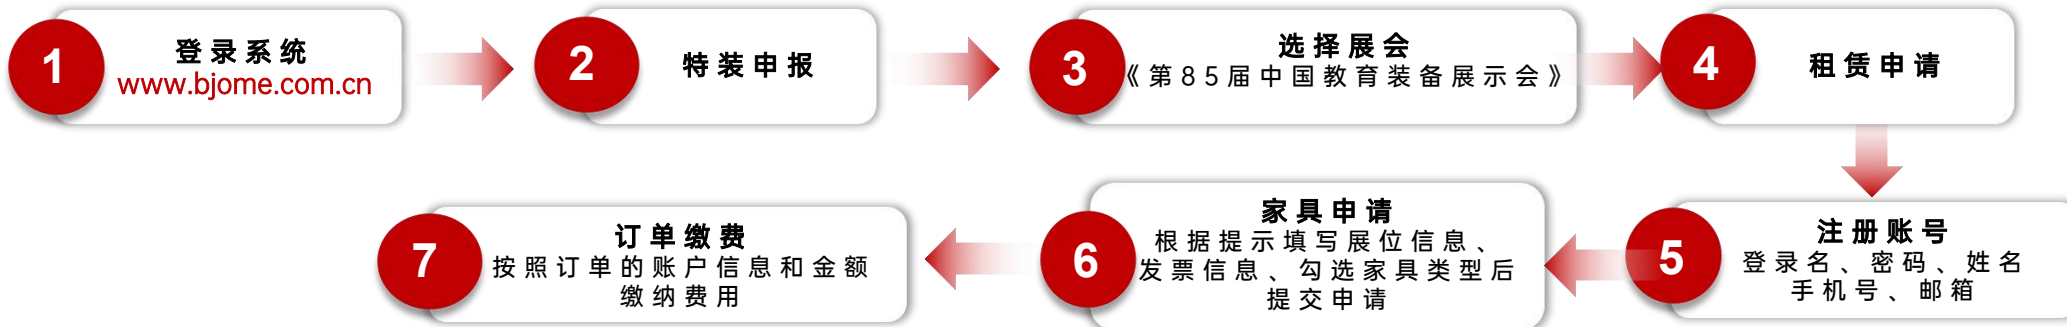 1
登录系统
www.bjome.com.cn
2
特装申报
3
选择展会
《第85届中国教育装备展示会》
4
租赁申请
5
注册账号
登录名、密码、姓名
手机号、邮箱
6
家具申请
根据提示填写展位信息、
发票信息、勾选家具类型后
提交申请
7
订单缴费
按照订单的账户信息和金额
缴纳费用